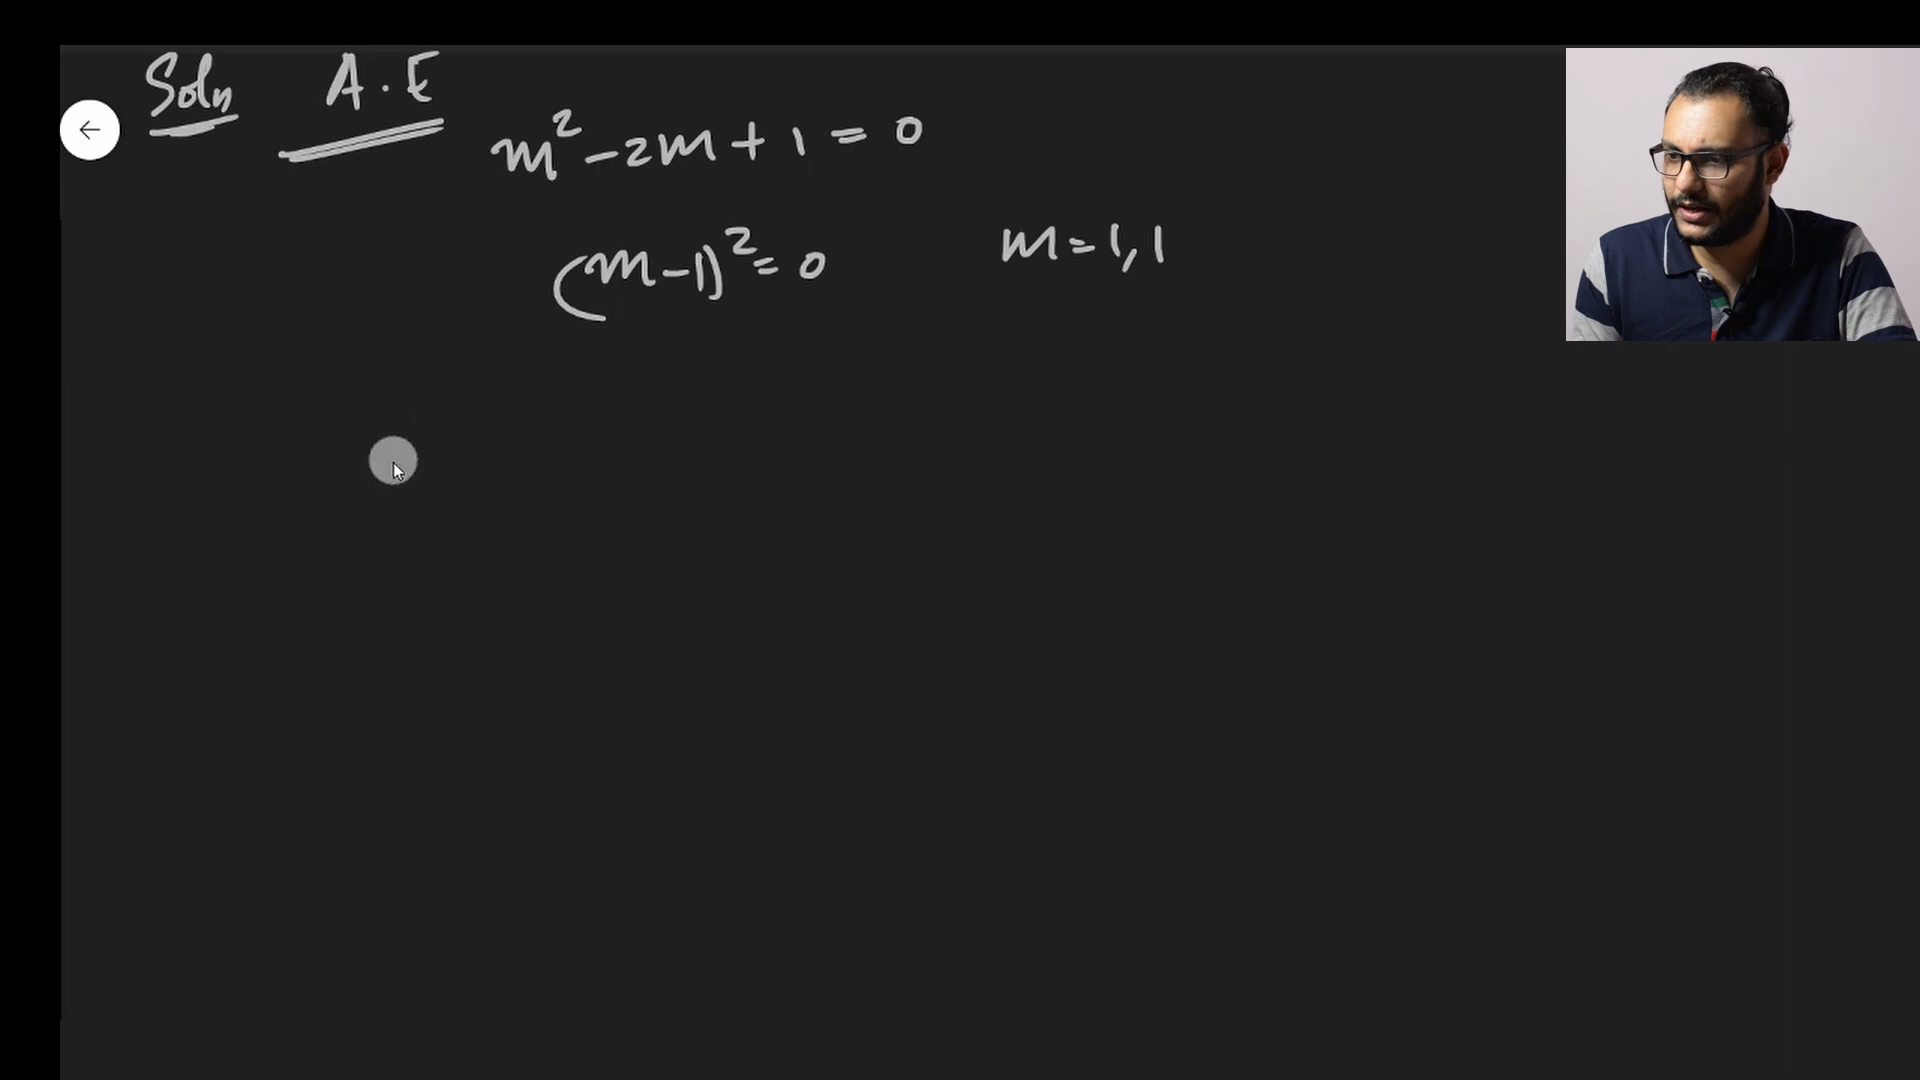 Soln A.E
m² - 2m + 1 = 0
(m - 1)² = 0 m = 1, 1